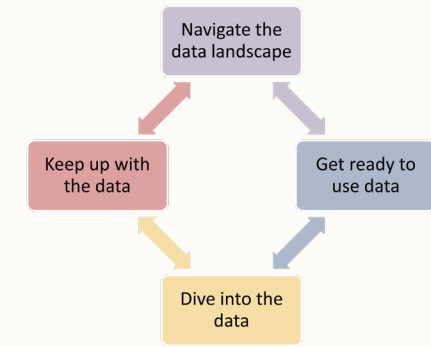 Navigate the
data landscape
Keep up with
the data
Get ready to
use data
Dive into the
data